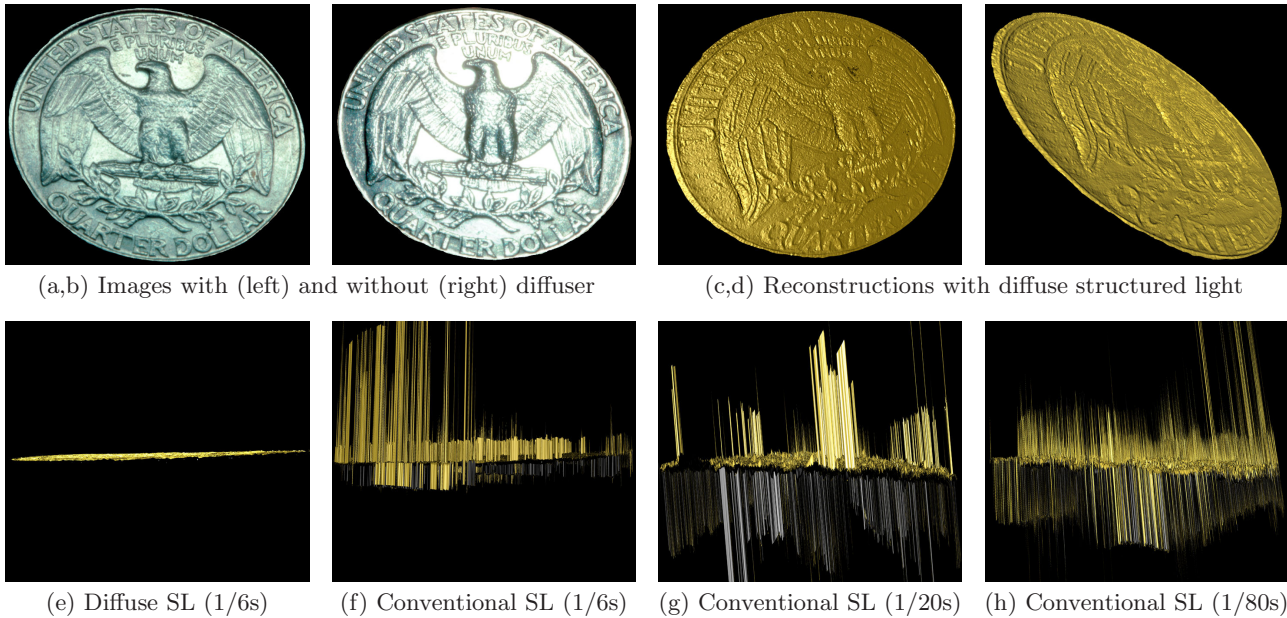 UNITED STATES OF AMERICA
E PLURIBUS
UNUM
QUARTER DOLLAR
UNITED STATES OF AMERICA
E PLURIBUS
UNUM
QUARTER DOLLAR
(a,b) Images with (left) and without (right) diffuser
(c,d) Reconstructions with diffuse structured light
(e) Diffuse SL (1/6s)
(f) Conventional SL (1/6s)
(g) Conventional SL (1/20s)
(h) Conventional SL (1/80s)